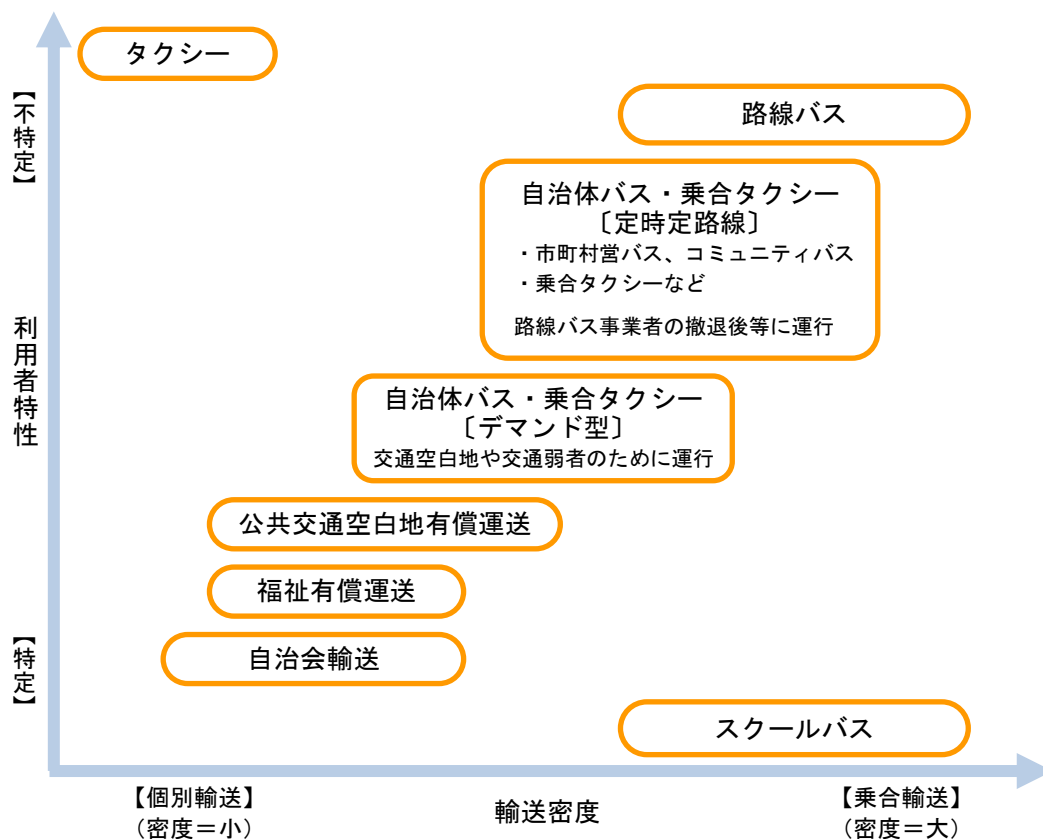 タクシー
路線バス
【不特定】
自治体バス・乗合タクシー
〔定時定路線〕
・市町村営バス、コミュニティバス
・乗合タクシーなど
路線バス事業者の撤退後等に運行
利用者特性
自治体バス・乗合タクシー
〔デマンド型〕
交通空白地や交通弱者のために運行
公共交通空白地有償運送
福祉有償運送
自治会輸送
【特定】
スクールバス
【個別輸送】
（密度＝小）
輸送密度
【乗合輸送】
（密度＝大）